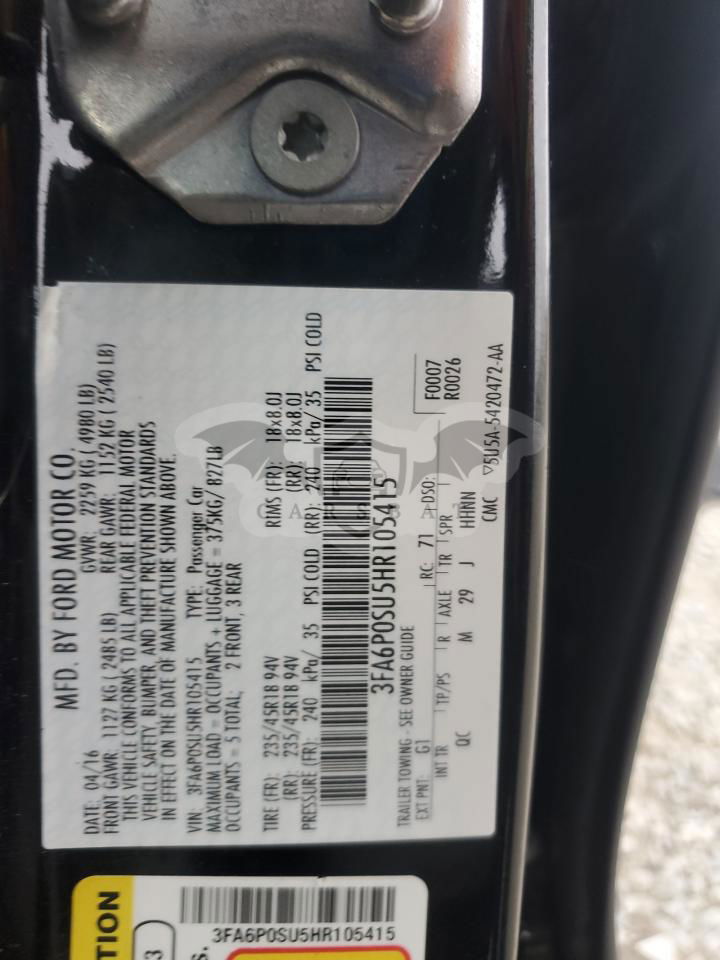 MFD. BY FORD MOTOR CO.
DATE: 04/16 GVWR: 2259 KG ( 4980 LB)
FRONT GAWR: 1127 KG ( 2485 LB) REAR GAWR: 1152 KG ( 2540 LB)
THIS VEHICLE CONFORMS TO ALL APPLICABLE FEDERAL MOTOR
VEHICLE SAFETY, BUMPER, AND THEFT PREVENTION STANDARDS
IN EFFECT ON THE DATE OF MANUFACTURE SHOWN ABOVE.
VIN: 3FA6P0SU5HR105415 TYPE: Passenger Car
MAXIMUM LOAD = OCCUPANTS + LUGGAGE = 375KG/ 827LB
OCCUPANTS = 5 TOTAL; 2 FRONT, 3 REAR
TIRE (FR): 235/45R18 94V RIMS (FR): 18x8.0J
(RR): 235/45R18 94V (RR): 18x8.0J
PRESSURE (FR): 240 kPa/ 35 PSI COLD (RR): 240 kPa/ 35 PSI COLD
3FA6P0SU5HR105415
TRAILER TOWING - SEE OWNER GUIDE F0007
EXT PNT: G1 RC: 71 DSO: R0026
INT TR TP/PS R AXLE TR SPR
QC M 29 J HHNN
CMC ▽5U5A-5420472-AA
3FA6P0SU5HR105415
TION
3
s.